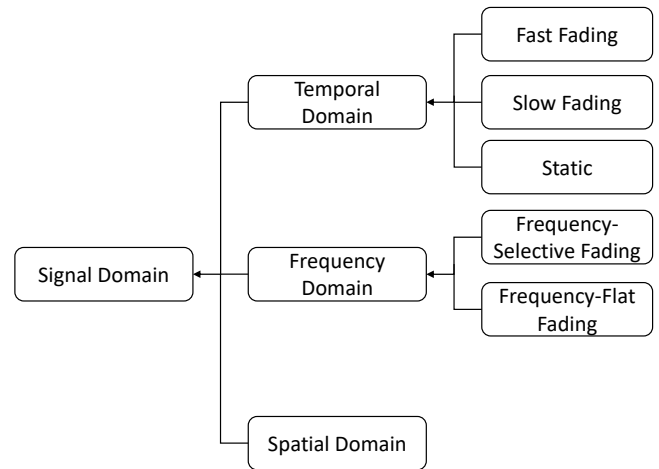 Fast Fading
Temporal
Domain
Slow Fading
Static
Frequency-
Selective Fading
Signal Domain
Frequency
Domain
Frequency-Flat
Fading
Spatial Domain